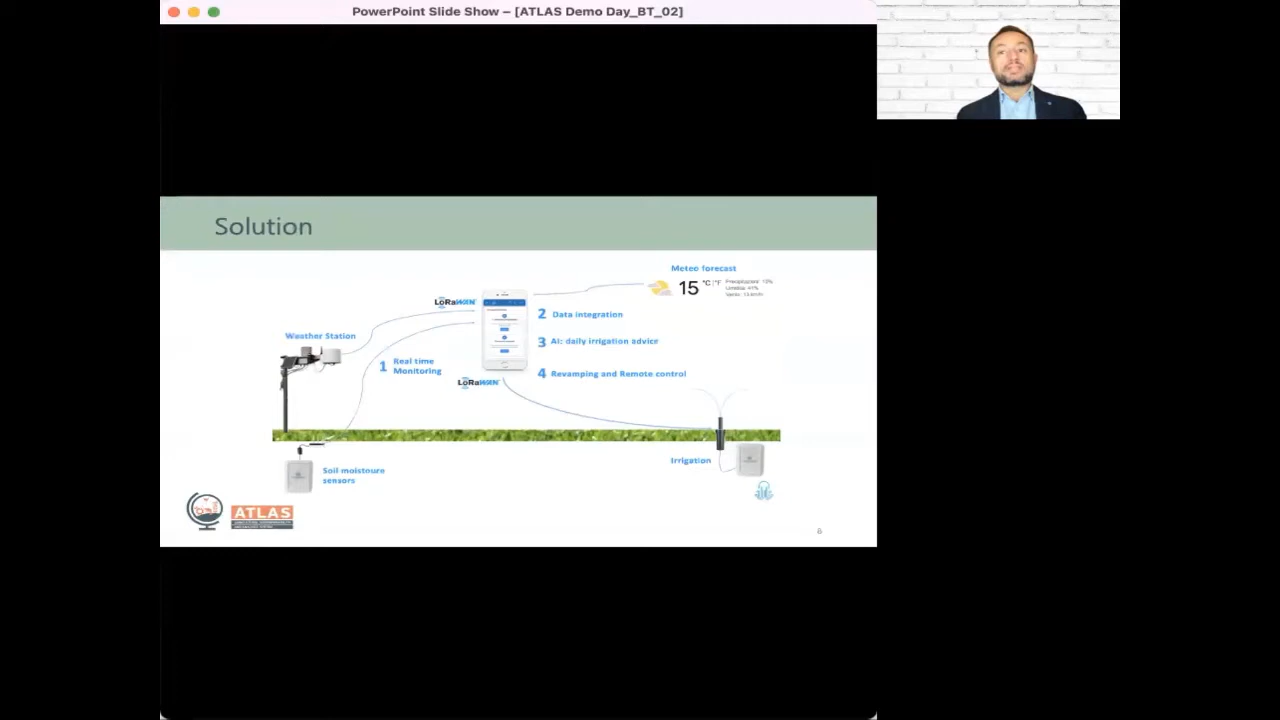 PowerPoint Slide Show – [ATLAS Demo Day_BT_02]
Solution
Meteo forecast
15 °C | °F
LoRaWAN
2 Data integration
Weather Station
3 AI: daily irrigation advice
1 Real time
Monitoring
4 Revamping and Remote control
LoRaWAN
Irrigation
Soil moistoure
sensors
ATLAS